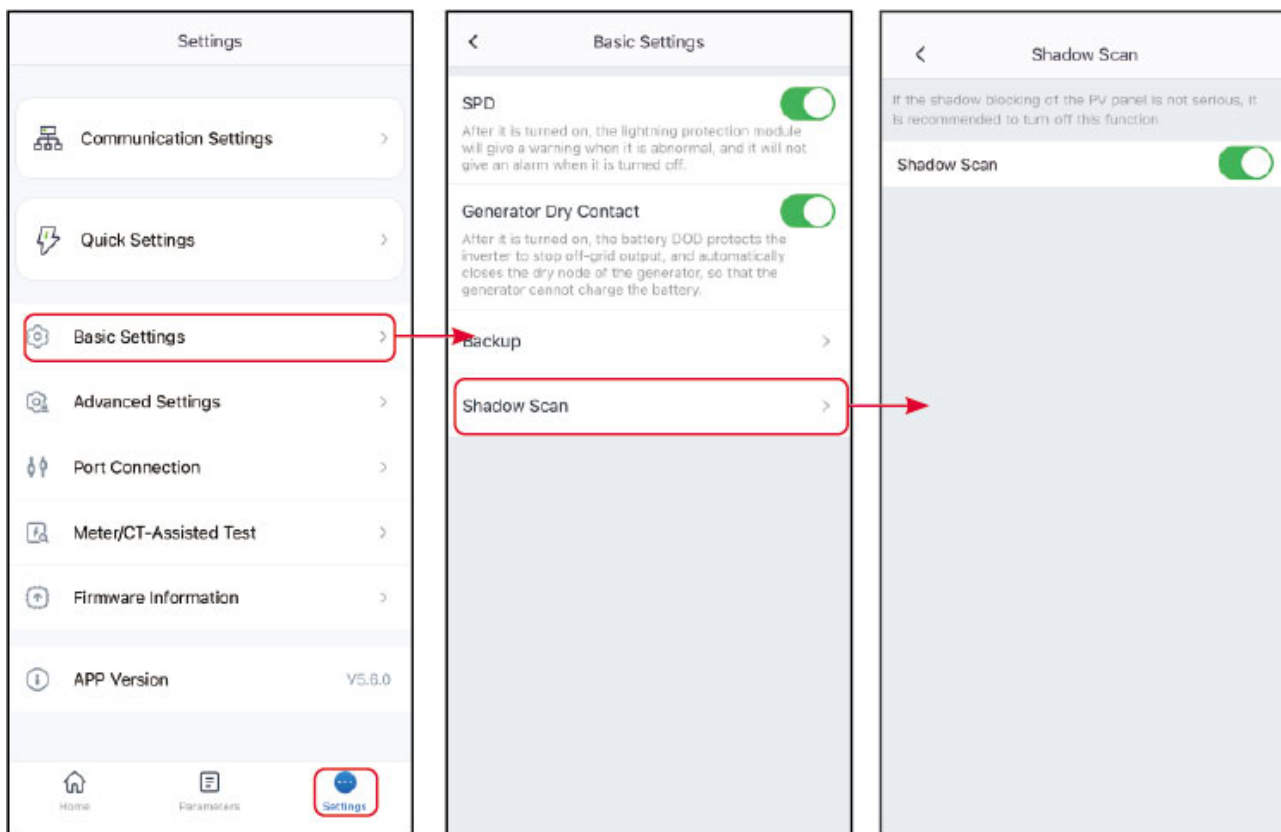 Settings
Communication Settings
Quick Settings
Basic Settings
Advanced Settings
Port Connection
Meter/CT-Assisted Test
Firmware Information
APP Version V5.6.0
Home Parameters Settings
Basic Settings
SPD
After it is turned on, the lightning protection module
will give a warning when it is abnormal, and it will not
give an alarm when it is turned off.
Generator Dry Contact
After it is turned on, the battery DOD protects the
inverter to stop off-grid output, and automatically
closes the dry node of the generator, so that the
generator cannot charge the battery.
Backup
Shadow Scan
Shadow Scan
If the shadow blocking of the PV panel is not serious, it
is recommended to turn off this function
Shadow Scan